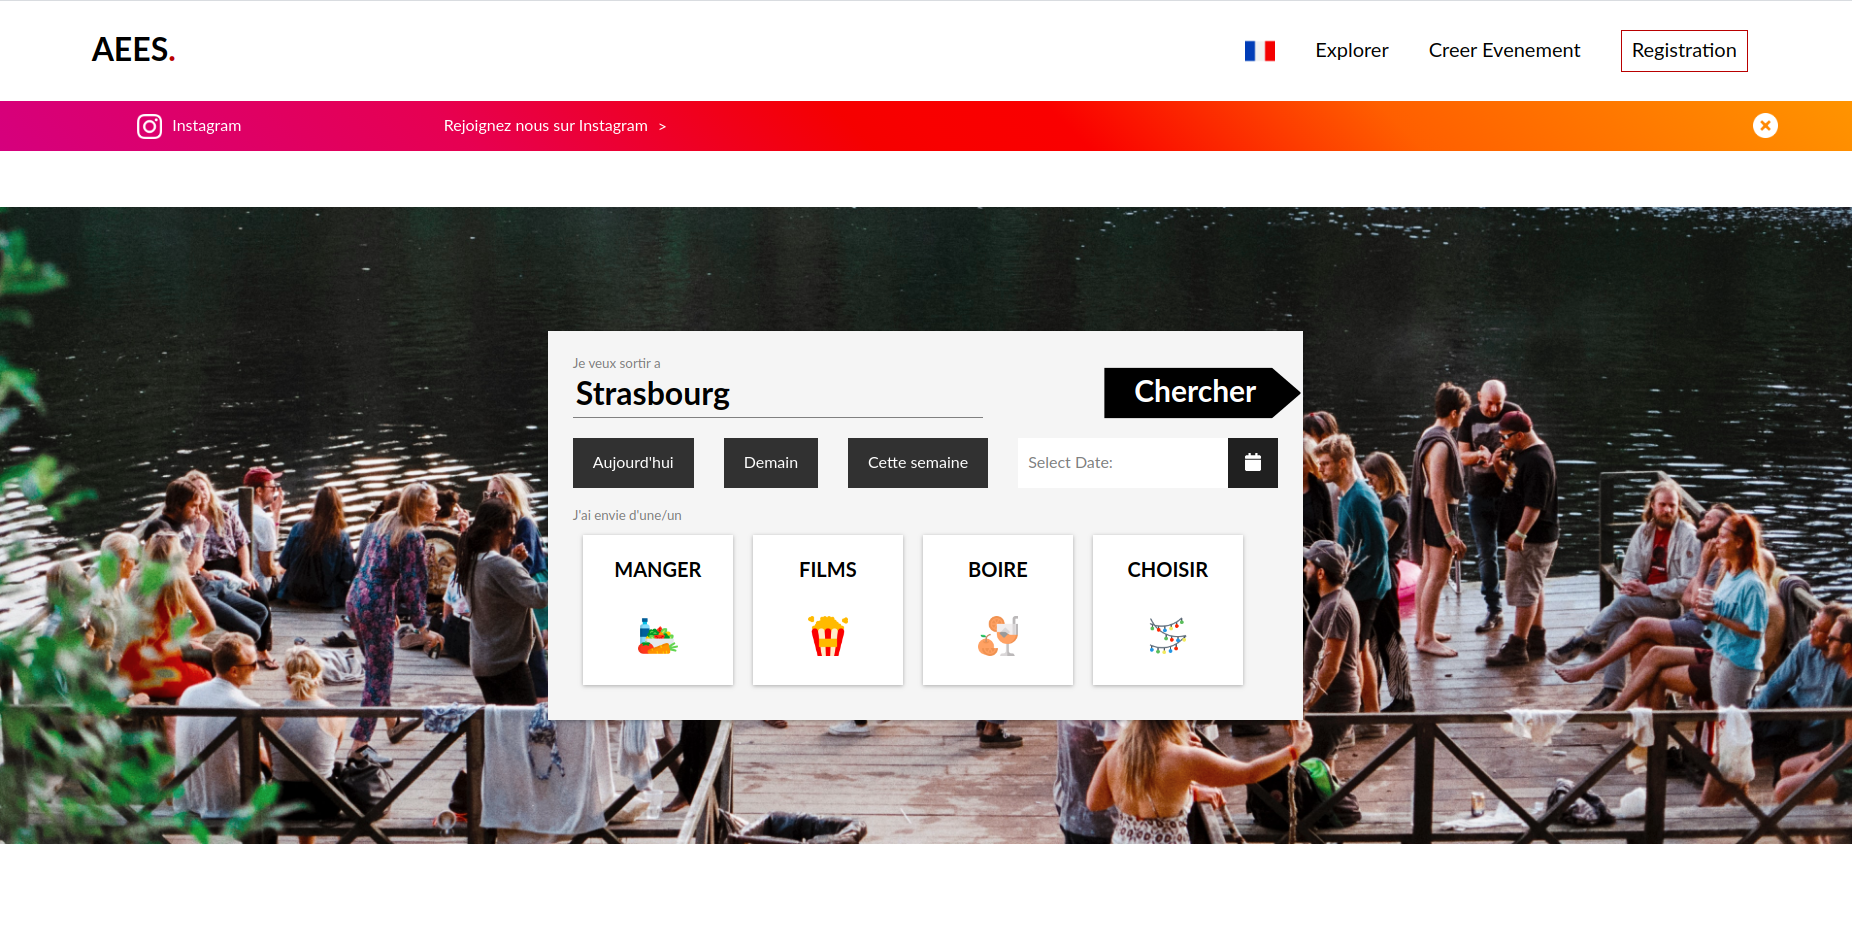 AEES.
Explorer
Creer Evenement
Registration
Instagram
Rejoignez nous sur Instagram >
Je veux sortir a
Strasbourg
Chercher
Aujourd'hui
Demain
Cette semaine
Select Date:
J'ai envie d'une/un
MANGER
FILMS
BOIRE
CHOISIR